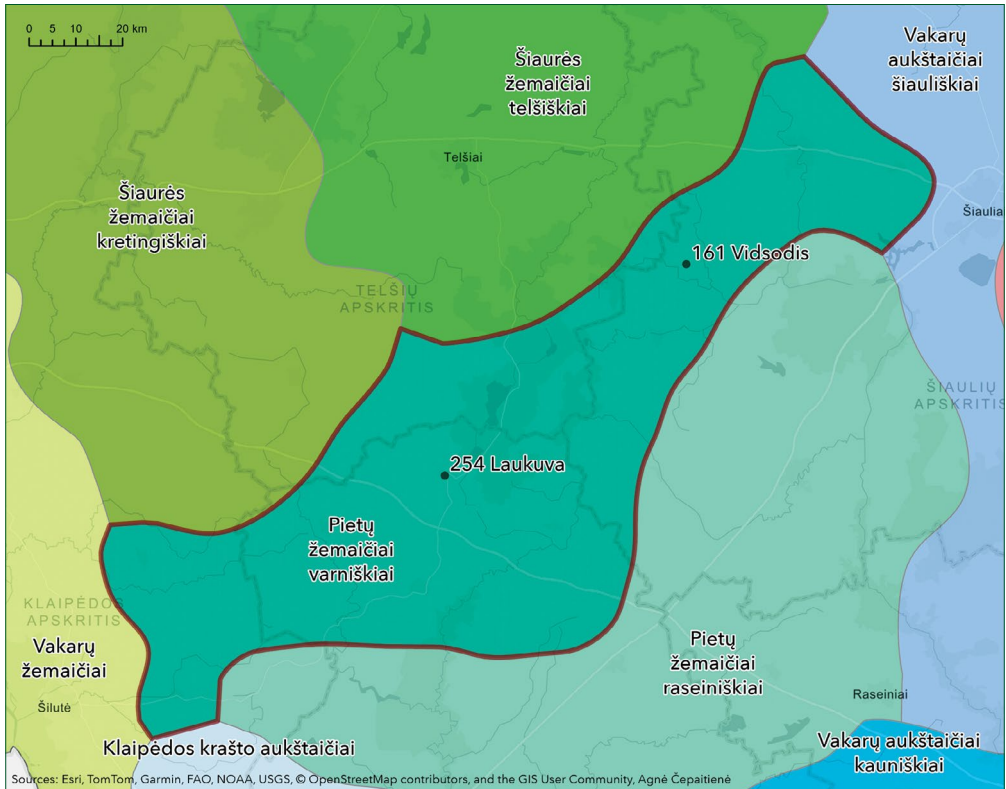 0 5 10 20 km
Vakarų
aukštaičiai
šiauliškiai
Šiaurės
žemaičiai
telšiškiai
Telšiai
Šiaurės
žemaičiai
kretingiškiai
Šiaulia
161 Vidsodis
TELŠIŲ
APSKRITIS
ŠIAULIŲ
APSKRITIS
254 Laukuva
Pietų
žemaičiai
varniškiai
KLAIPĖDOS
APSKRITIS
Vakarų
žemaičiai
Pietų
žemaičiai
raseiniškiai
Šilutė
Raseiniai
Klaipėdos krašto aukštaičiai
Vakarų aukštaičiai
kauniškiai
Sources: Esri, TomTom, Garmin, FAO, NOAA, USGS, © OpenStreetMap contributors, and the GIS User Community, Agnė Čepaitienė